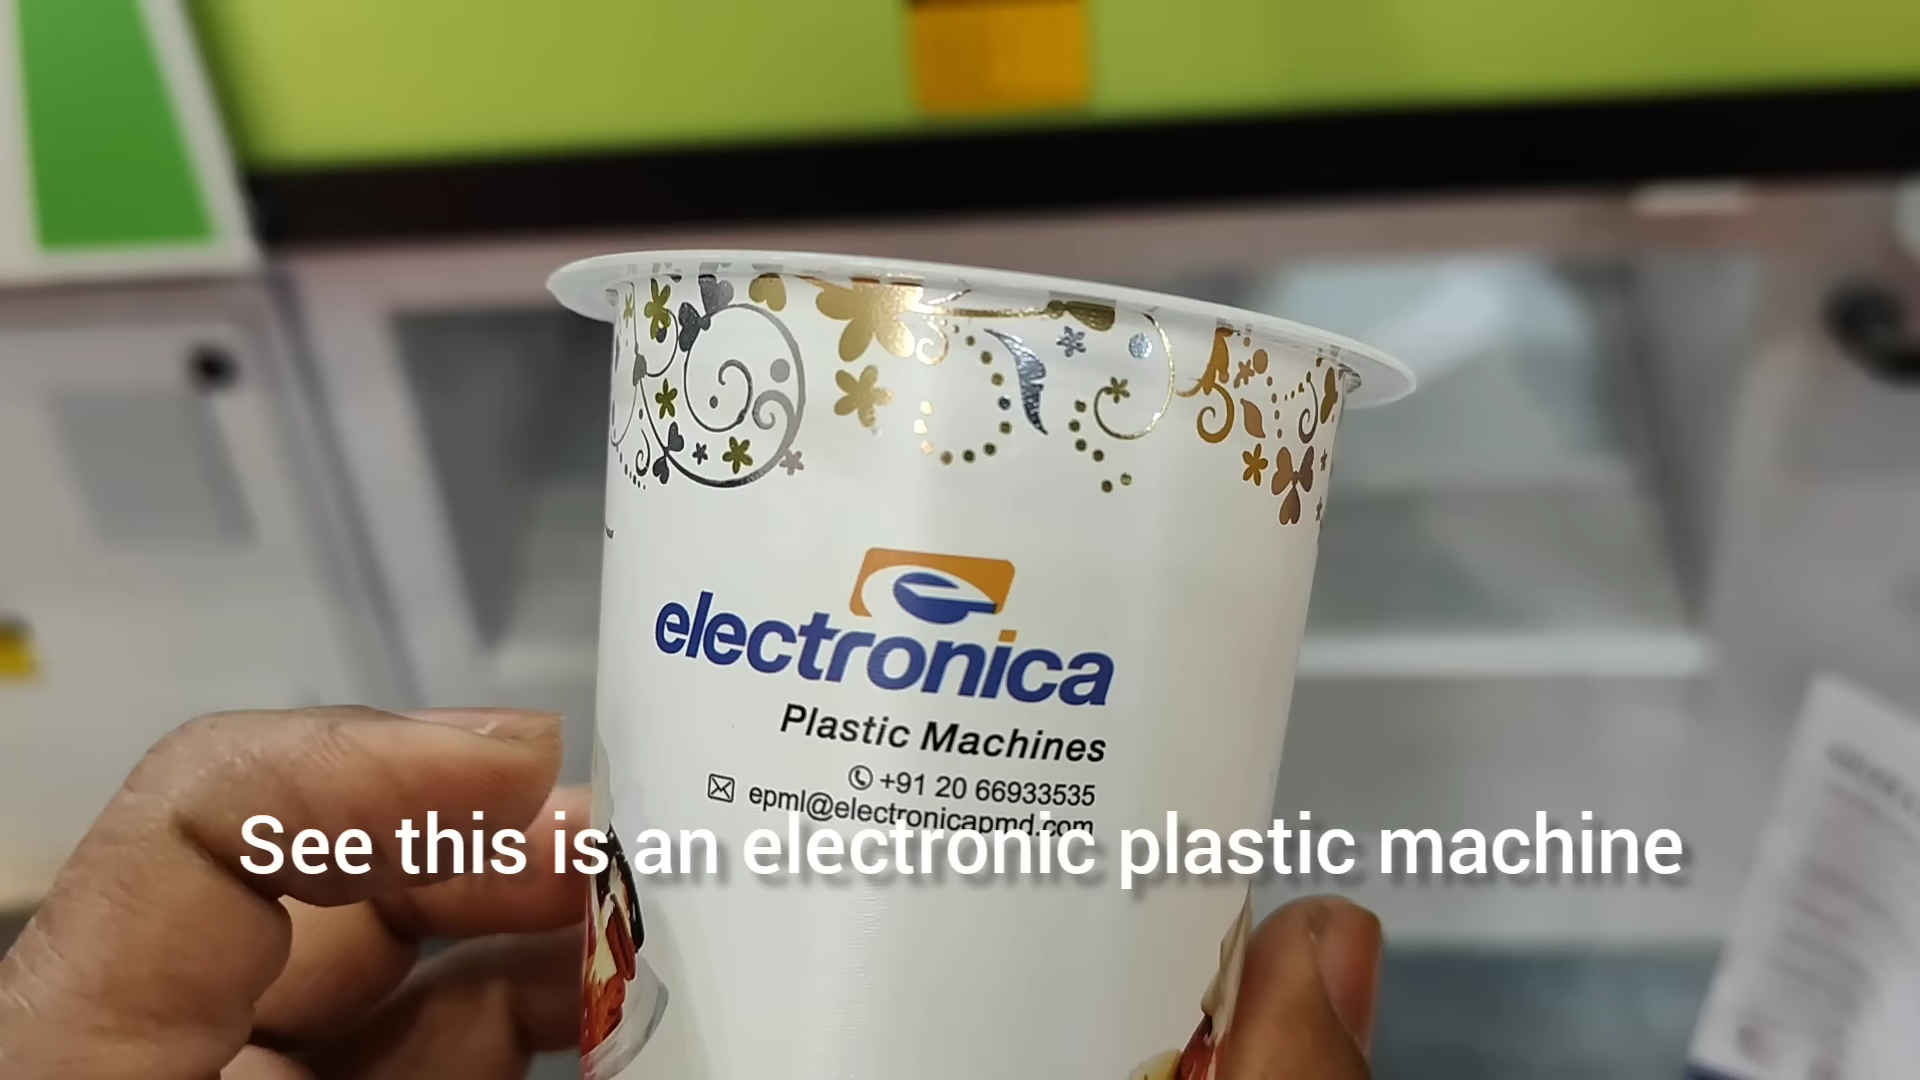 electronica
Plastic Machines
+91 20 66933535
epml@electronicapmd.com
See this is an electronic plastic machine